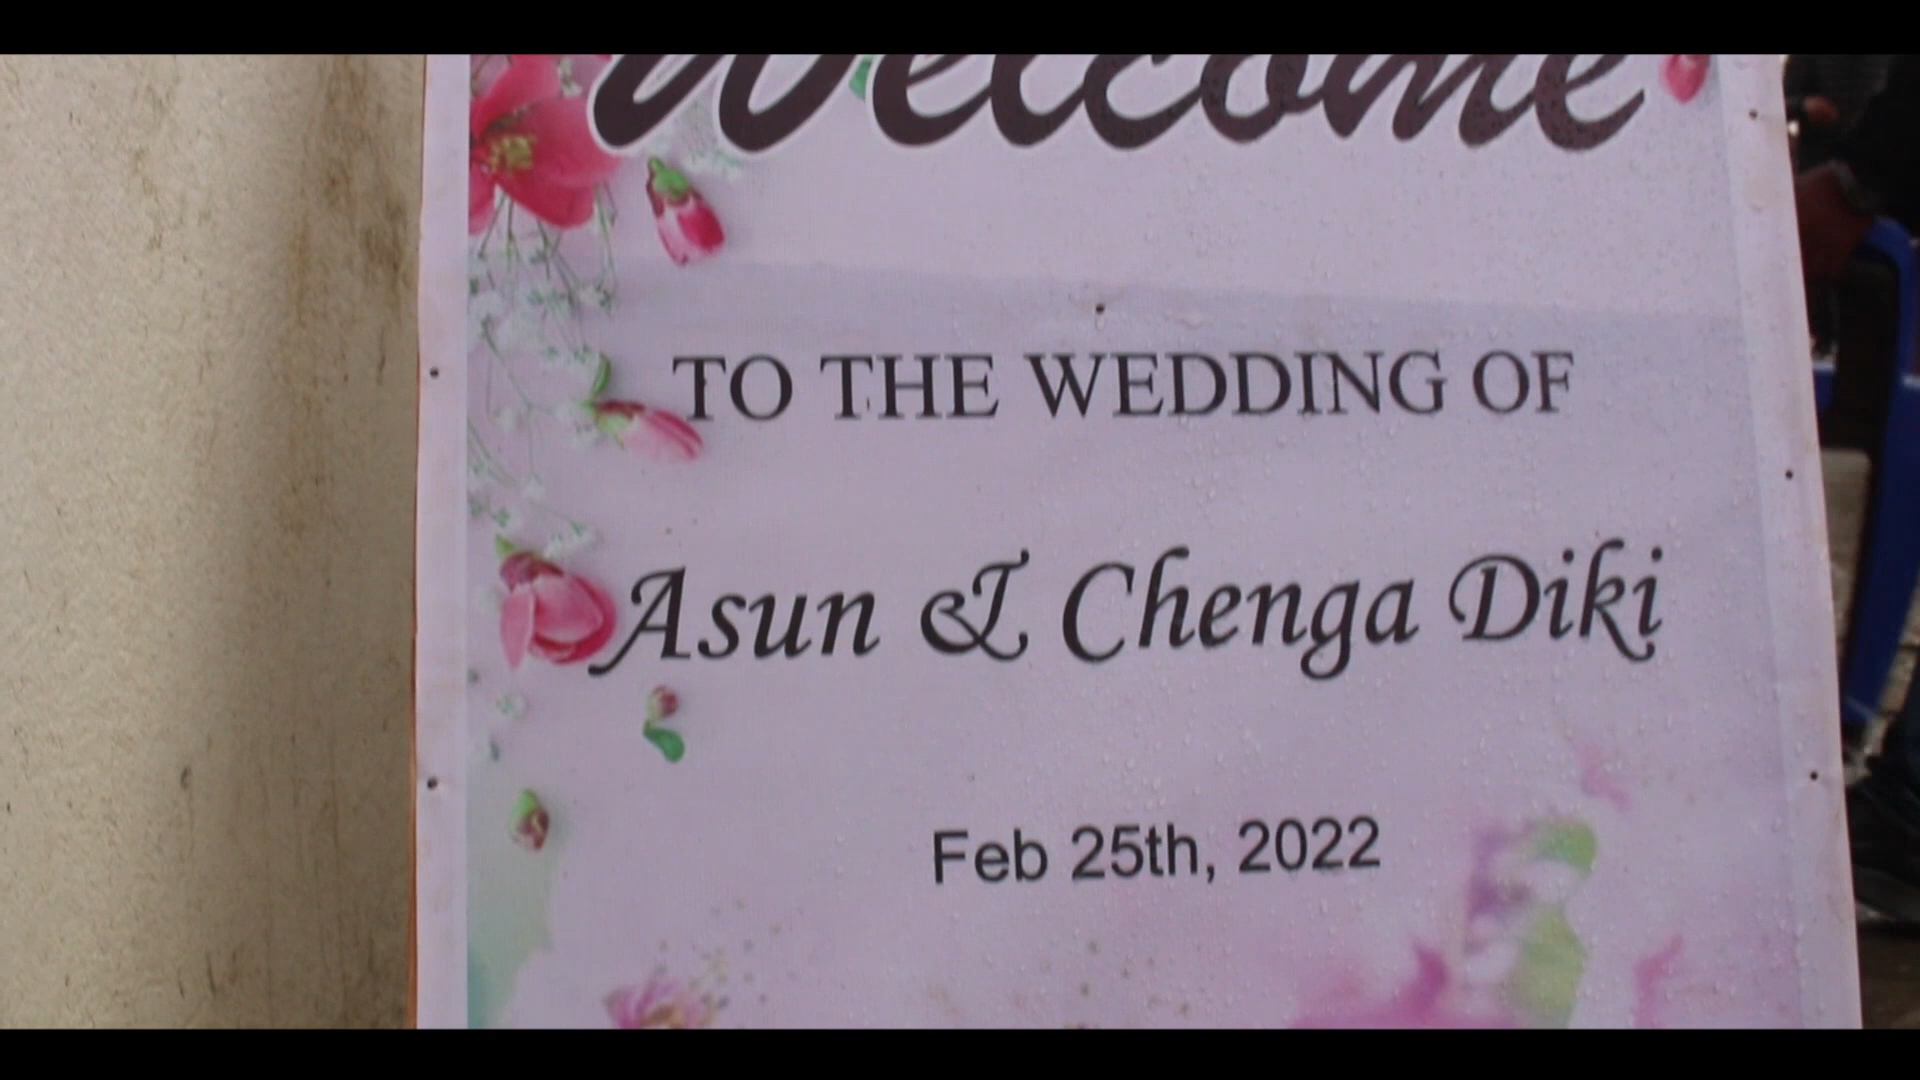 Welcome
TO THE WEDDING OF
Asun & Chenga Diki
Feb 25th, 2022